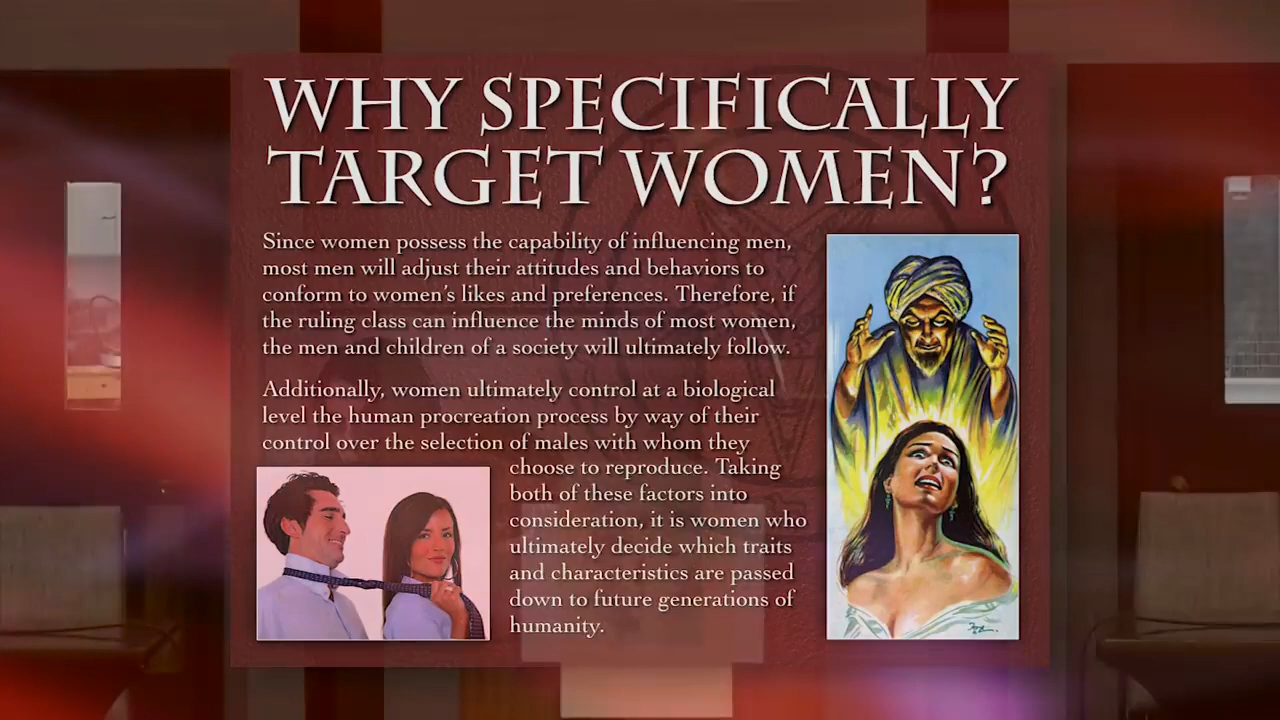 WHY SPECIFICALLY
TARGET WOMEN?
Since women possess the capability of influencing men,
most men will adjust their attitudes and behaviors to
conform to women's likes and preferences. Therefore, if
the ruling class can influence the minds of most women,
the men and children of a society will ultimately follow.
Additionally, women ultimately control at a biological
level the human procreation process by way of their
control over the selection of males with whom they
choose to reproduce. Taking
both of these factors into
consideration, it is women who
ultimately decide which traits
and characteristics are passed
down to future generations of
humanity.